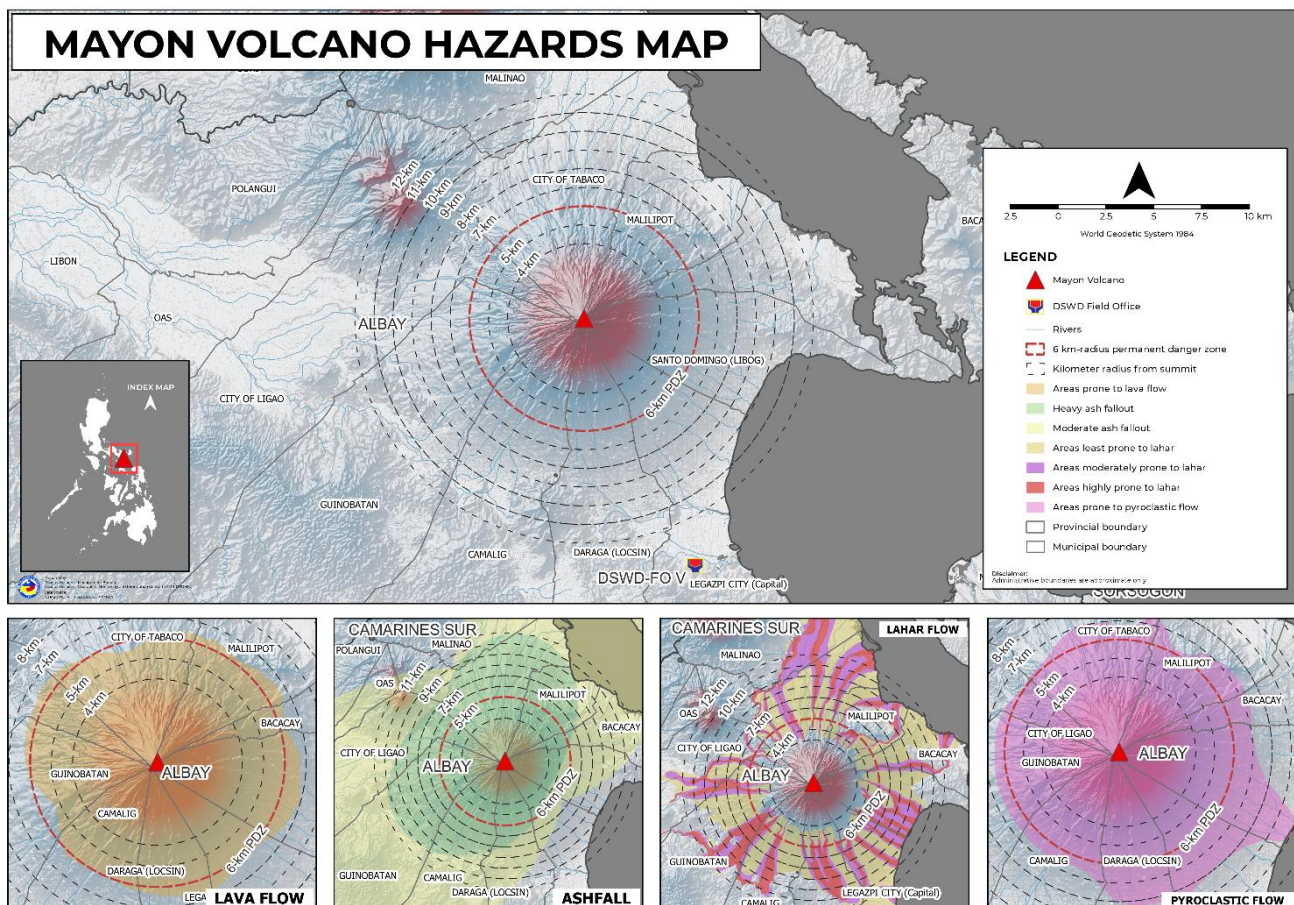 MAYON VOLCANO HAZARDS MAP
MALINAO
POLANGUI
12-km
11-km
10-km
9-km
8-km
7-km
5-km
4-km
CITY OF TABACO
MALILIPOT
LIBON
OAS
ALBAY
SANTO DOMINGO (LIBOG)
6-km PDZ
CITY OF LIGAO
GUINOBATAN
CAMALIG
DARAGA (LOCSIN)
DSWD-FO V
LEGAZPI CITY (Capital)
INDEX MAP
2.5 0 2.5 5 7.5 10 km
World Geodetic System 1984
LEGEND
Mayon Volcano
DSWD Field Office
Rivers
6 km-radius permanent danger zone
Kilometer radius from summit
Areas prone to lava flow
Heavy ash fallout
Moderate ash fallout
Areas least prone to lahar
Areas moderately prone to lahar
Areas highly prone to lahar
Areas prone to pyroclastic flow
Provincial boundary
Municipal boundary
Disclaimer:
Administrative boundaries are approximate only
CITY OF TABACO
MALILIPOT
8-km
7-km
5-km
4-km
BACACAY
GUINOBATAN
ALBAY
CAMALIG
6-km PDZ
DARAGA (LOCSIN)
LEGA
LAVA FLOW
CAMARINES SUR
MALINAO
POLANGUI
OAS
11-km
9-km
7-km
5-km
MALILIPOT
BACACAY
CITY OF LIGAO
ALBAY
6-km PDZ
GUINOBATAN
CAMALIG
DARAGA (LOCSIN)
ASHFALL
CAMARINES SUR
LAHAR FLOW
MALINAO
OAS
12-km
10-km
7-km
4-km
MALILIPOT
CITY OF LIGAO
BACACAY
ALBAY
6-km PDZ
GUINOBATAN
LEGAZPI CITY (Capital)
CAMALIG
CITY OF TABACO
8-km
7-km
5-km
4-km
MALILIPOT
BACACAY
CITY OF LIGAO
ALBAY
GUINOBATAN
6-km PDZ
CAMALIG
DARAGA (LOCSIN)
PYROCLASTIC FLOW